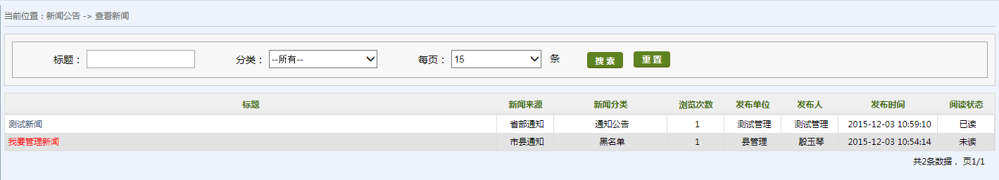 当前位置：新闻公告 -> 查看新闻
标题： 分类： --所有-- 每页： 15 条 搜 索 重 置
标题 新闻来源 新闻分类 浏览次数 发布单位 发布人 发布时间 阅读状态
测试新闻 省部通知 通知公告 1 测试管理 测试管理 2015-12-03 10:59:10 已读
我要管理新闻 市县通知 黑名单 1 县管理 殷玉琴 2015-12-03 10:54:14 未读
共2条数据， 页1/1